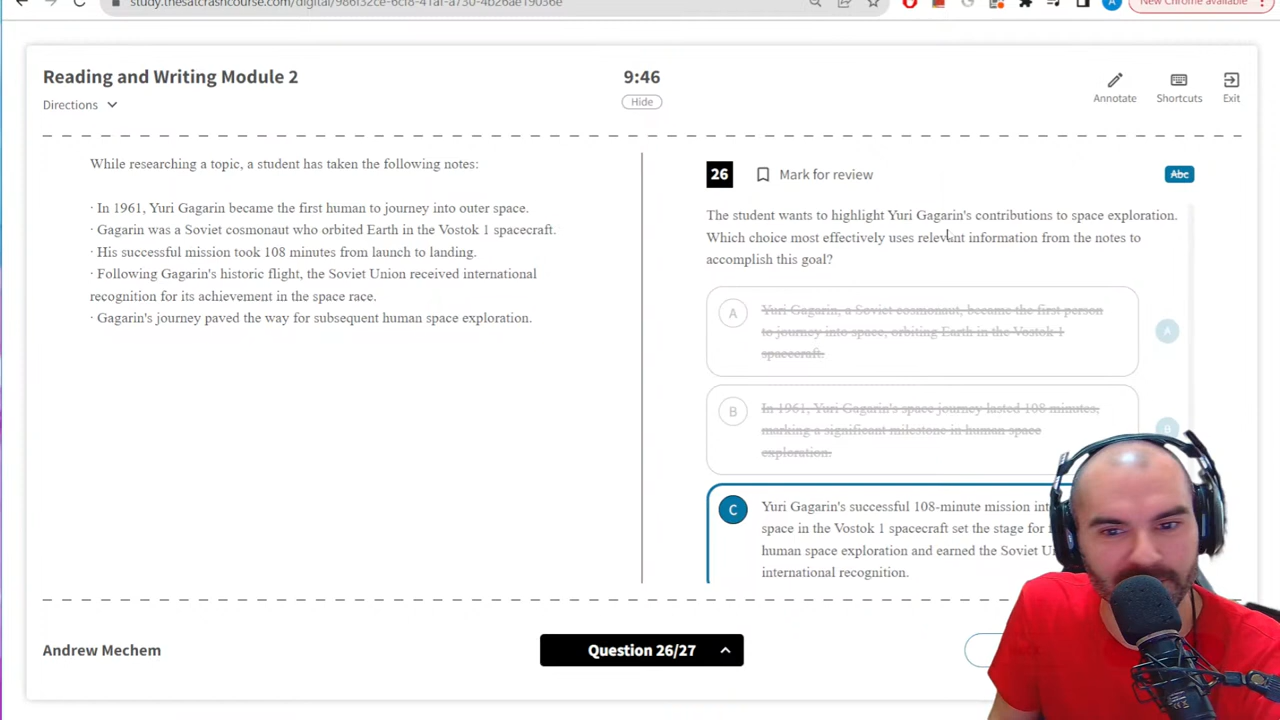 study.thesatcrashcourse.com/digital/
New Chrome available
Reading and Writing Module 2
Directions
9:46
Hide
Annotate
Shortcuts
Exit
While researching a topic, a student has taken the following notes:
· In 1961, Yuri Gagarin became the first human to journey into outer space.
· Gagarin was a Soviet cosmonaut who orbited Earth in the Vostok 1 spacecraft.
· His successful mission took 108 minutes from launch to landing.
· Following Gagarin's historic flight, the Soviet Union received international
recognition for its achievement in the space race.
· Gagarin's journey paved the way for subsequent human space exploration.
26
Mark for review
Abc
The student wants to highlight Yuri Gagarin's contributions to space exploration.
Which choice most effectively uses relevant information from the notes to
accomplish this goal?
A
Yuri Gagarin, a Soviet cosmonaut, became the first person
to journey into space, orbiting Earth in the Vostok 1
spacecraft.
A
B
In 1961, Yuri Gagarin's space journey lasted 108 minutes,
marking a significant milestone in human space
exploration.
B
C
Yuri Gagarin's successful 108-minute mission
space in the Vostok 1 spacecraft set the stage for
human space exploration and earned the Soviet
international recognition.
Andrew Mechem
Question 26/27